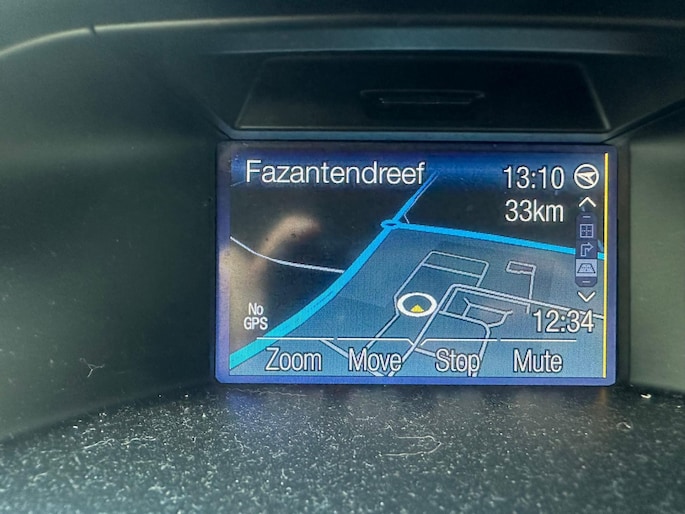 Fazantendreef
13:10
33km
No
GPS
12:34
Zoom Move Stop Mute